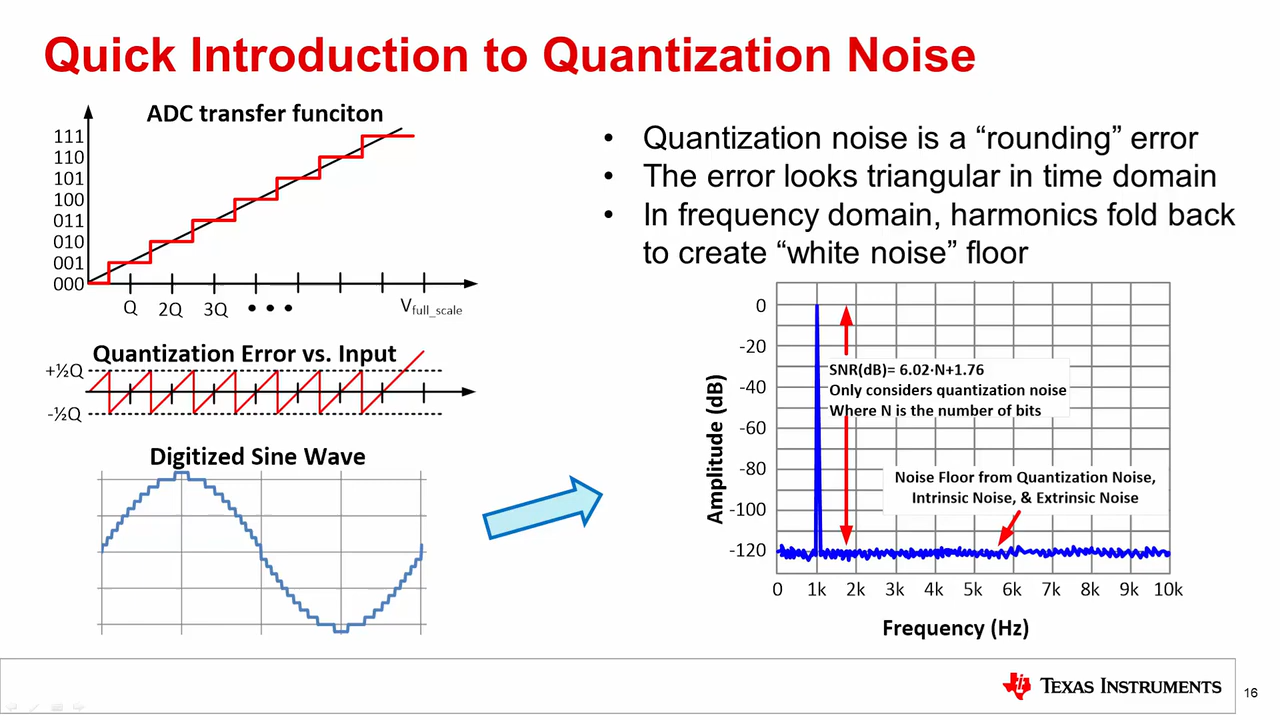 Quick Introduction to Quantization Noise
ADC transfer funciton
111
110
101
100
011
010
001
000
Q 2Q 3Q • • • Vfull_scale
Quantization Error vs. Input
+½Q
-½Q
Digitized Sine Wave
• Quantization noise is a “rounding” error
• The error looks triangular in time domain
• In frequency domain, harmonics fold back
to create “white noise” floor
Amplitude (dB)
0
-20
-40
-60
-80
-100
-120
SNR(dB)= 6.02·N+1.76
Only considers quantization noise
Where N is the number of bits
Noise Floor from Quantization Noise,
Intrinsic Noise, & Extrinsic Noise
0 1k 2k 3k 4k 5k 6k 7k 8k 9k 10k
Frequency (Hz)
TEXAS INSTRUMENTS
16